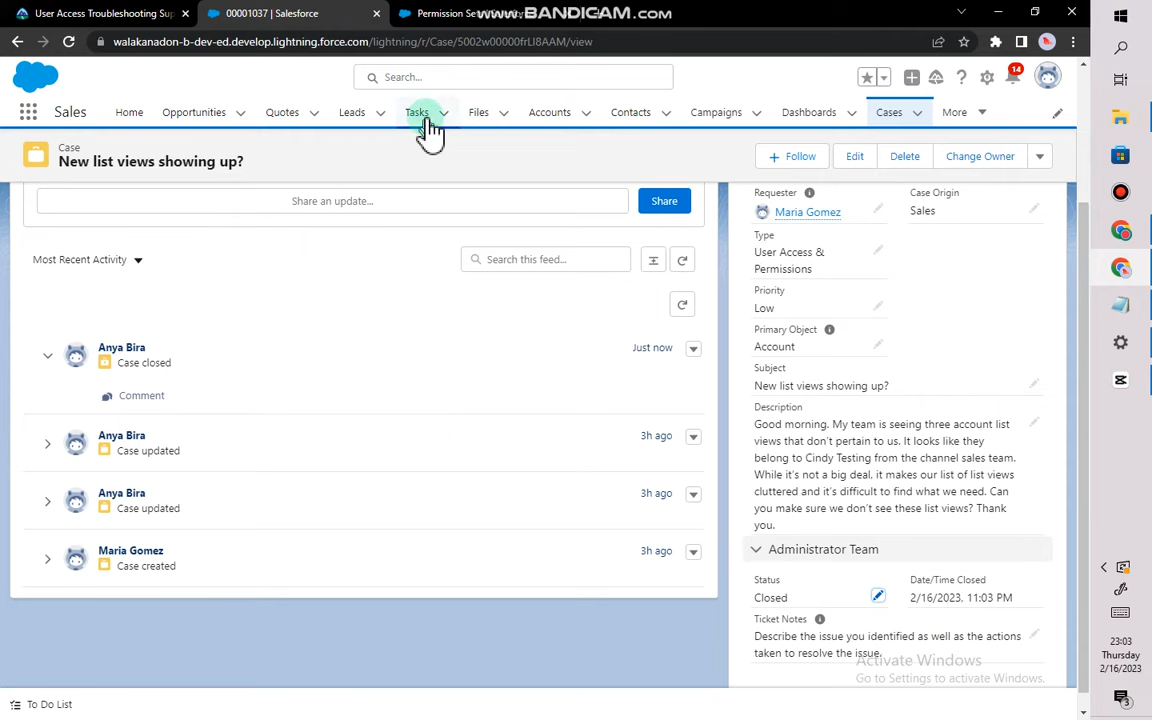 User Access Troubleshooting Sup
00001037 | Salesforce
Permission Se
www.BANDICAM.com
walakanadon-b-dev-ed.develop.lightning.force.com/lightning/r/Case/5002w00000frLI8AAM/view
Search...
14
Sales
Home
Opportunities
Quotes
Leads
Tasks
Files
Accounts
Contacts
Campaigns
Dashboards
Cases
More
Case
New list views showing up?
+ Follow
Edit
Delete
Change Owner
Share an update...
Share
Most Recent Activity
Search this feed...
Anya Bira
Just now
Case closed
Comment
Anya Bira
3h ago
Case updated
Anya Bira
3h ago
Case updated
Maria Gomez
3h ago
Case created
Requester
Maria Gomez
Case Origin
Sales
Type
User Access &
Permissions
Priority
Low
Primary Object
Account
Subject
New list views showing up?
Description
Good morning. My team is seeing three account list
views that don't pertain to us. It looks like they
belong to Cindy Testing from the channel sales team.
While it's not a big deal, it makes our list of list views
cluttered and it's difficult to find what we need. Can
you make sure we don't see these list views? Thank
you.
Administrator Team
Status
Closed
Date/Time Closed
2/16/2023, 11:03 PM
Ticket Notes
Describe the issue you identified as well as the actions
taken to resolve the issue.
Activate Windows
Go to Settings to activate Windows.
To Do List
23:03
Thursday
2/16/2023
3